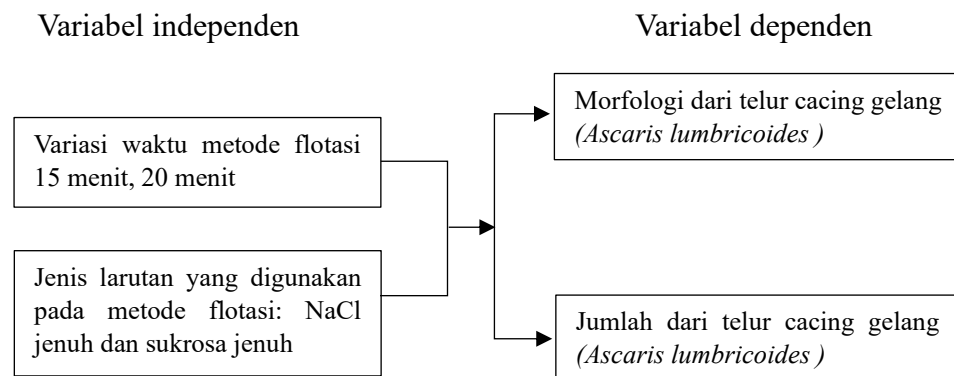 Variabel independen
Variabel dependen
Variasi waktu metode flotasi
15 menit, 20 menit
Jenis larutan yang digunakan
pada metode flotasi: NaCl
jenuh dan sukrosa jenuh
Morfologi dari telur cacing gelang
(Ascaris lumbricoides )
Jumlah dari telur cacing gelang
(Ascaris lumbricoides )